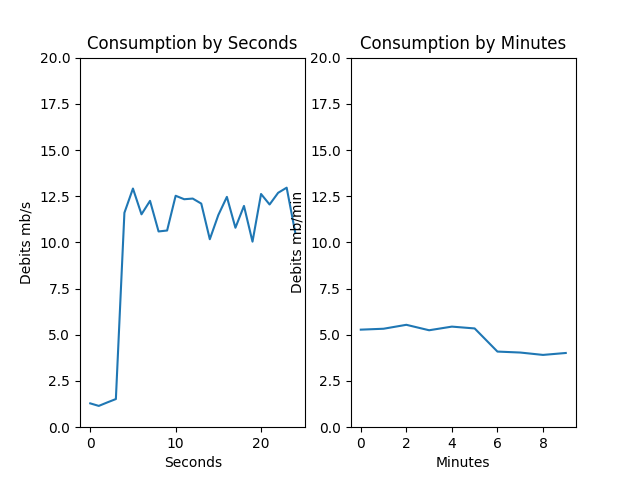 Consumption by Seconds
Debits mb/s
20.0
17.5
15.0
12.5
10.0
7.5
5.0
2.5
0.0
0 10 20
Seconds
Consumption by Minutes
Debits mb/min
20.0
17.5
15.0
12.5
10.0
7.5
5.0
2.5
0.0
0 2 4 6 8
Minutes